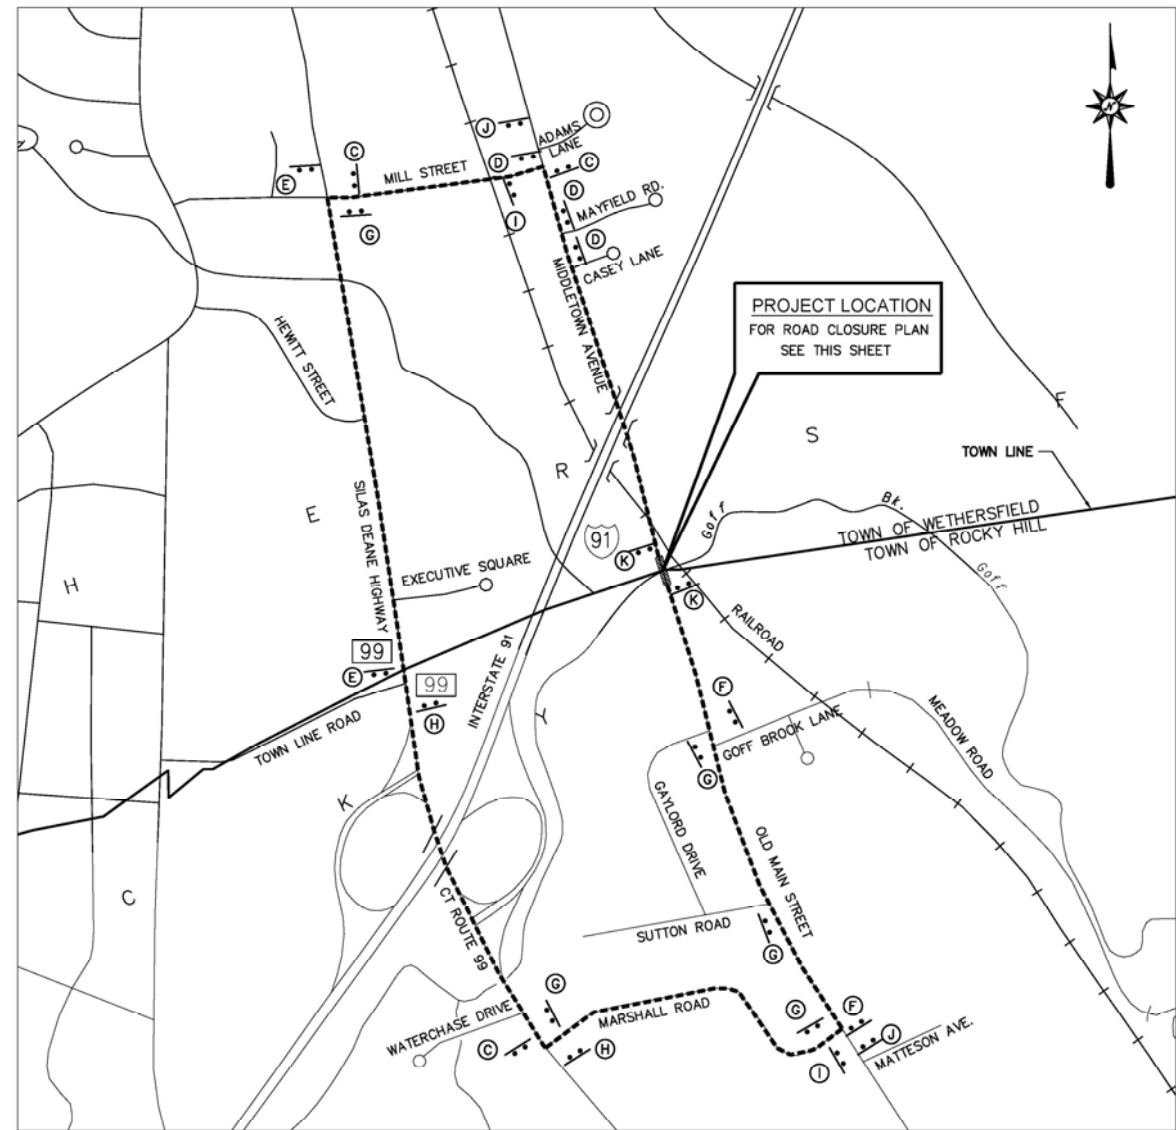 N
J
ADAMS
LANE
C
D
C
E
MILL STREET
D
I
MAYFIELD RD.
G
D
CASEY LANE
MIDDLETOWN AVENUE
PROJECT LOCATION
FOR ROAD CLOSURE PLAN
SEE THIS SHEET
HEWITT STREET
F
S
TOWN LINE
R
SILAS DEANE HIGHWAY
E
Goff
Bk.
TOWN OF WETHERSFIELD
TOWN OF ROCKY HILL
91
K
Goff
EXECUTIVE SQUARE
H
K
RAILROAD
99
E
99
H
INTERSTATE 91
F
Y
TOWN LINE ROAD
GOFF BROOK LANE
MEADOW ROAD
G
K
GAYLORD DRIVE
OLD MAIN STREET
C
CT ROUTE 99
SUTTON ROAD
G
G
MARSHALL ROAD
G
F
J
WATERCHASE DRIVE
C
H
I
MATTESON AVE.